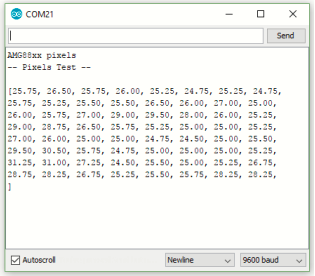 COM21
Send
AMG88xx pixels
-- Pixels Test --
[25.75, 26.50, 25.75, 26.00, 25.25, 24.75, 25.25, 24.75,
25.75, 25.25, 25.50, 25.50, 26.50, 26.00, 27.00, 25.00,
26.00, 25.75, 27.00, 29.00, 29.50, 28.00, 26.00, 25.25,
29.00, 28.75, 26.50, 25.75, 25.25, 25.00, 25.00, 25.25,
27.00, 26.00, 25.00, 25.00, 24.75, 24.50, 25.00, 25.50,
29.50, 30.50, 25.75, 24.75, 25.00, 25.00, 25.00, 25.25,
31.25, 31.00, 27.25, 24.50, 25.50, 25.00, 25.25, 26.75,
28.75, 28.25, 26.75, 25.25, 25.50, 25.75, 28.25, 28.25,
]
Autoscroll
Newline
9600 baud